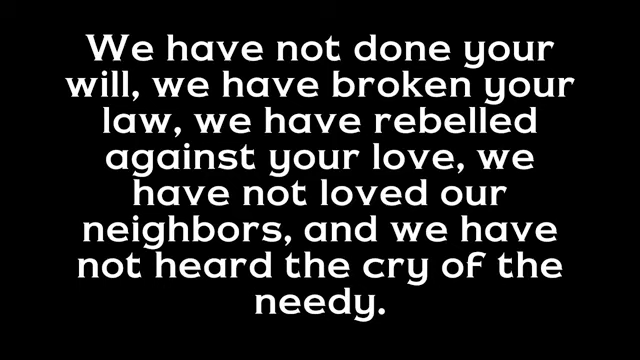 We have not done your
will, we have broken your
law, we have rebelled
against your love, we
have not loved our
neighbors, and we have
not heard the cry of the
needy.